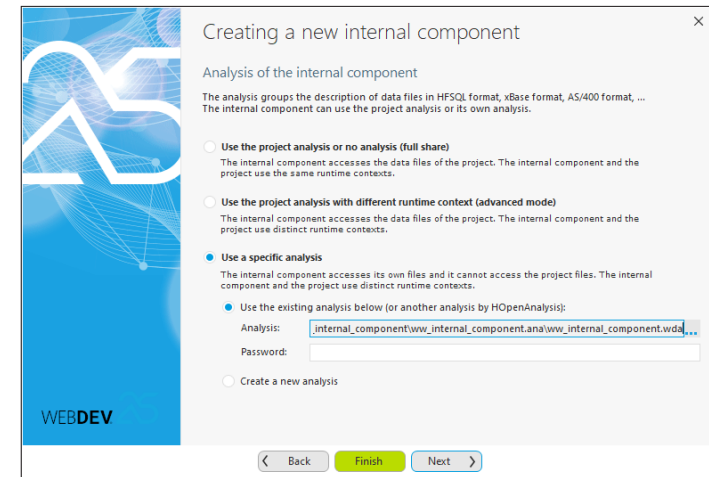 Creating a new internal component
Analysis of the internal component
The analysis groups the description of data files in HFSQL format, xBase format, AS/400 format, ...
The internal component can use the project analysis or its own analysis.
Use the project analysis or no analysis (full share)
The internal component accesses the data files of the project. The internal component and the
project use the same runtime contexts.
Use the project analysis with different runtime context (advanced mode)
The internal component accesses the data files of the project. The internal component and the
project use distinct runtime contexts.
Use a specific analysis
The internal component accesses its own files and it cannot access the project files. The internal
component and the project use distinct runtime contexts.
Use the existing analysis below (or another analysis by HOpenAnalysis):
Analysis: _internal_component\ww_internal_component.ana\ww_internal_component.wda ...
Password:
Create a new analysis
WEBDEV 25
Back Finish Next